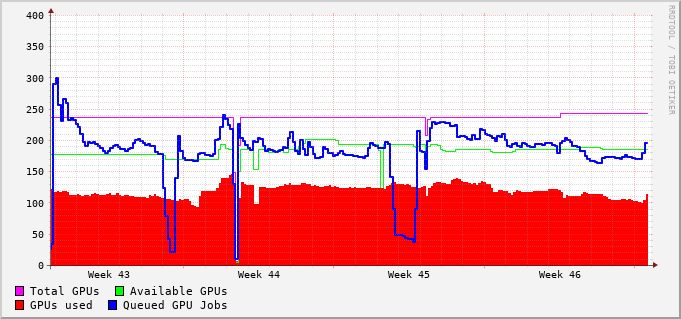 400
350
300
250
200
150
100
50
0
Week 43 Week 44 Week 45 Week 46
Total GPUs Available GPUs
GPUs used Queued GPU Jobs
RRDTOOL / TOBI OETIKER